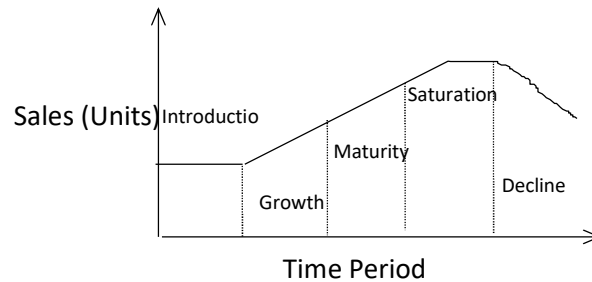 Sales (Units)
Introductio
Saturation
Maturity
Growth
Decline
Time Period